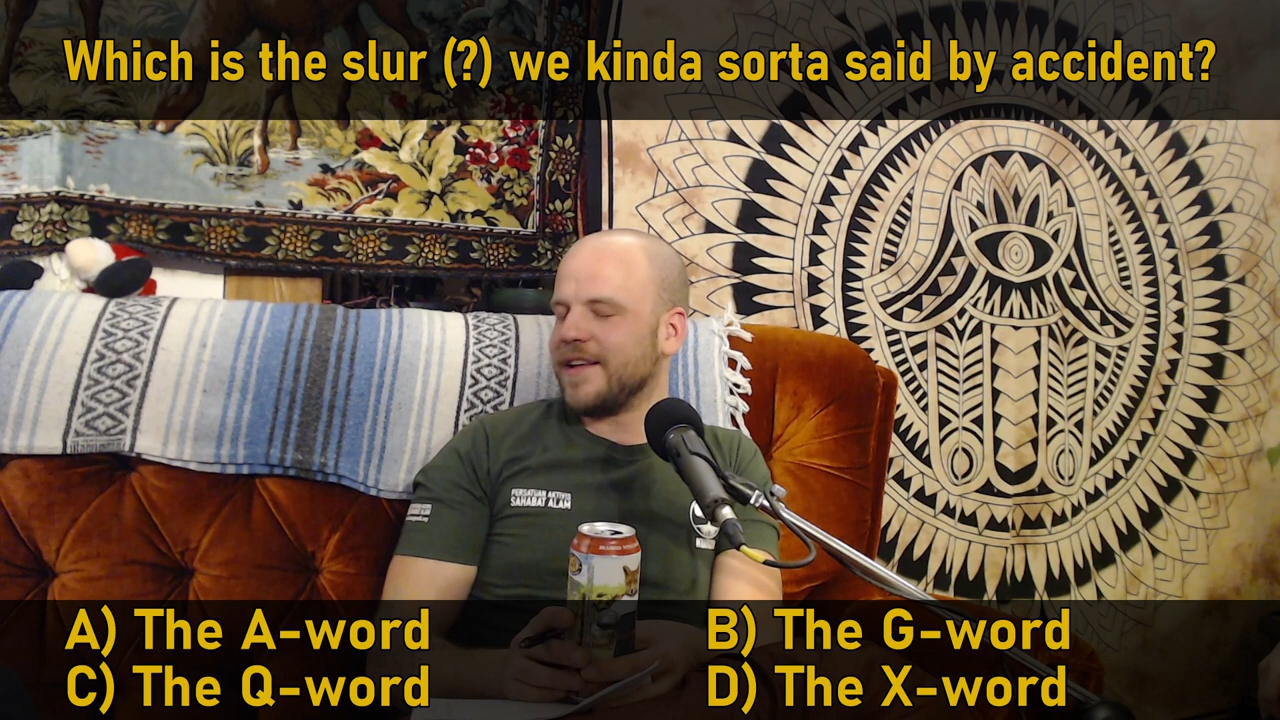 Which is the slur (?) we kinda sorta said by accident?
PERSATUAN AKTIVIS
SAHABAT ALAM
A) The A-word
B) The G-word
C) The Q-word
D) The X-word